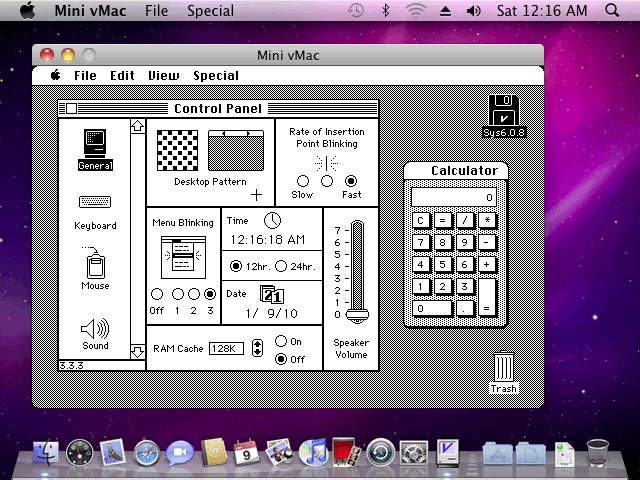 Mini vMac File Special Sat 12:16 AM
Mini vMac
File Edit View Special
Control Panel
General
Keyboard
Mouse
Sound
3.3.3
Desktop Pattern
Rate of Insertion
Point Blinking
Slow Fast
Menu Blinking
Off 1 2 3
Time
12:16:18 AM
12hr. 24hr.
Date
21
1/ 9/10
RAM Cache 128K On
Off
7
6
5
4
3
2
1
0
Speaker
Volume
Sys6.0.8
Calculator
0
C = / *
7 8 9 -
4 5 6 +
1 2 3
0 . =
Trash
9